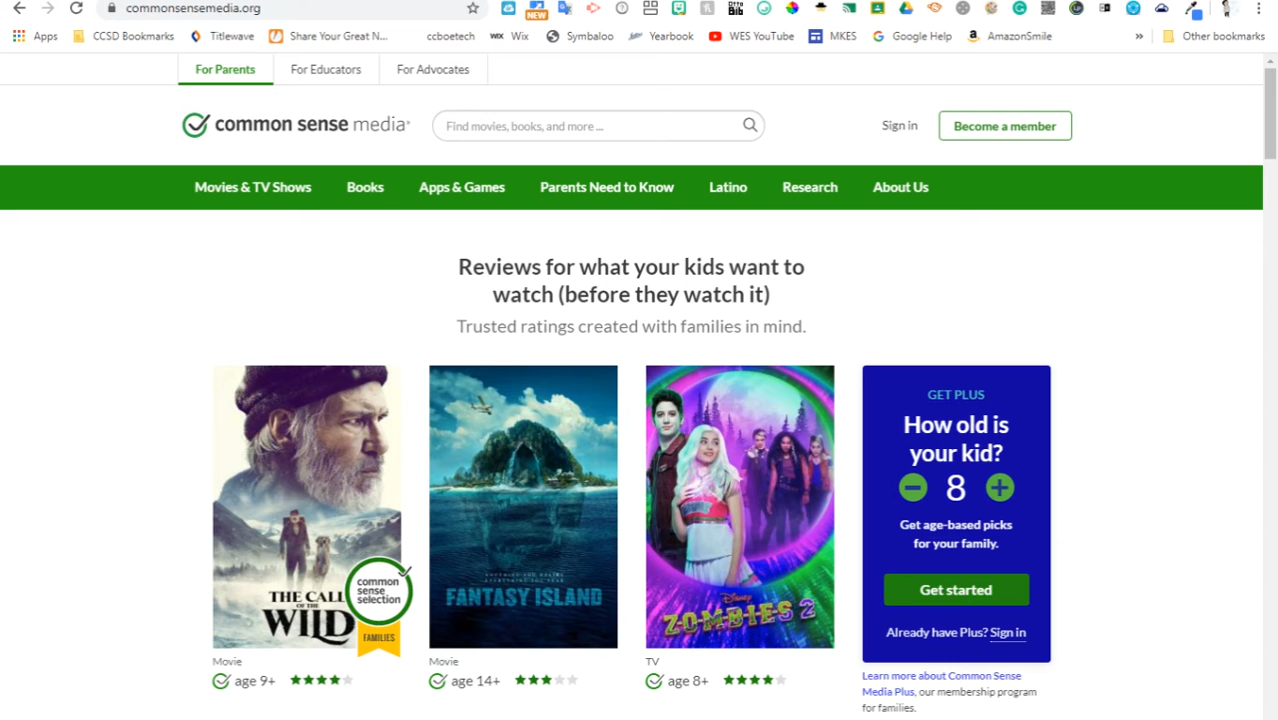 commonsensemedia.org
NEW
Otto
Bib
Apps CCSD Bookmarks Titlewave Share Your Great N... ccboetech WIX Wix Symbaloo Yearbook WES YouTube MKES Google Help AmazonSmile » Other bookmarks
For Parents For Educators For Advocates
common sense media® Find movies, books, and more ... Sign in Become a member
Movies & TV Shows Books Apps & Games Parents Need to Know Latino Research About Us
Reviews for what your kids want to
watch (before they watch it)
Trusted ratings created with families in mind.
THE CALL
OF THE
WILD
common
sense
selection
FAMILIES
FANTASY ISLAND
Disney
ZOMBIES 2
GET PLUS
How old is
your kid?
8
Get age-based picks
for your family.
Get started
Already have Plus? Sign in
Movie Movie TV
age 9+ age 14+ age 8+
Learn more about Common Sense
Media Plus, our membership program
for families.